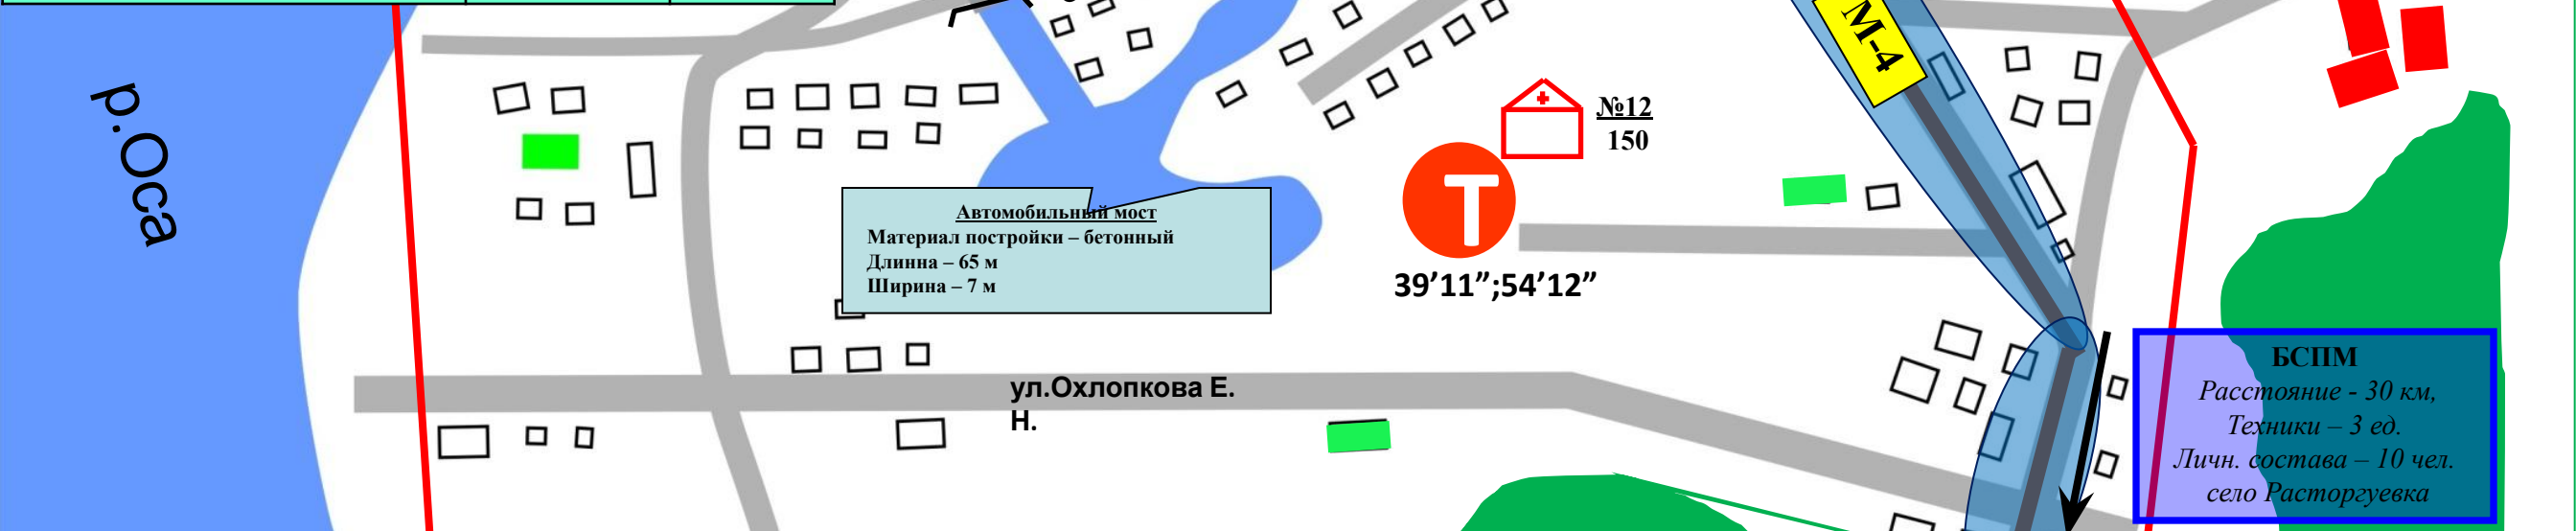 р.Оса
М-4
№12
150
Т
39’11”;54’12”
Автомобильный мост
Материал постройки – бетонный
Длинна – 65 м
Ширина – 7 м
ул.Охлопкова Е.
Н.
БСПМ
Расстояние - 30 км,
Техники – 3 ед.
Личн. состава – 10 чел.
село Расторгуевка